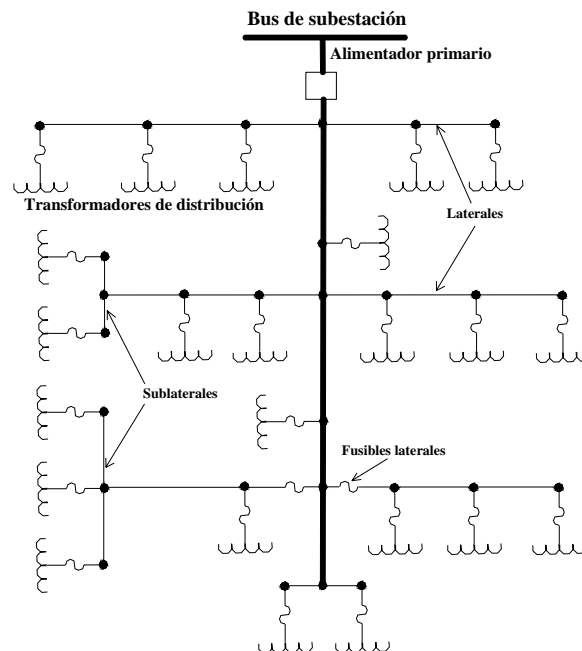 Bus de subestación
Alimentador primario
Transformadores de distribución
Laterales
Sublaterales
Fusibles laterales